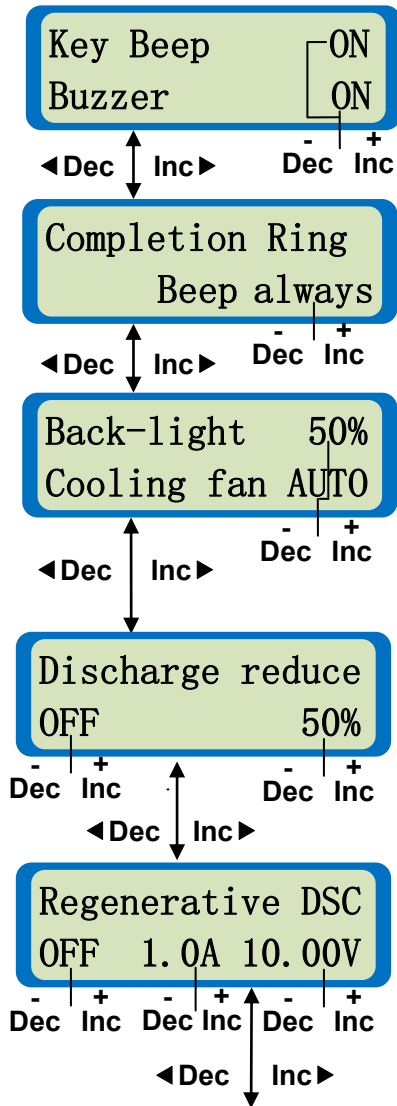 Key Beep ON
Buzzer ON
- +
Dec Inc
◄Dec Inc►
Completion Ring
Beep always
- +
Dec Inc
◄Dec Inc►
Back-light 50%
Cooling fan AUTO
- +
Dec Inc
◄Dec Inc►
Discharge reduce
OFF 50%
- + - +
Dec Inc Dec Inc
◄Dec Inc►
Regenerative DSC
OFF 1.0A 10.00V
- + - + - +
Dec Inc Dec Inc Dec Inc
◄Dec Inc►